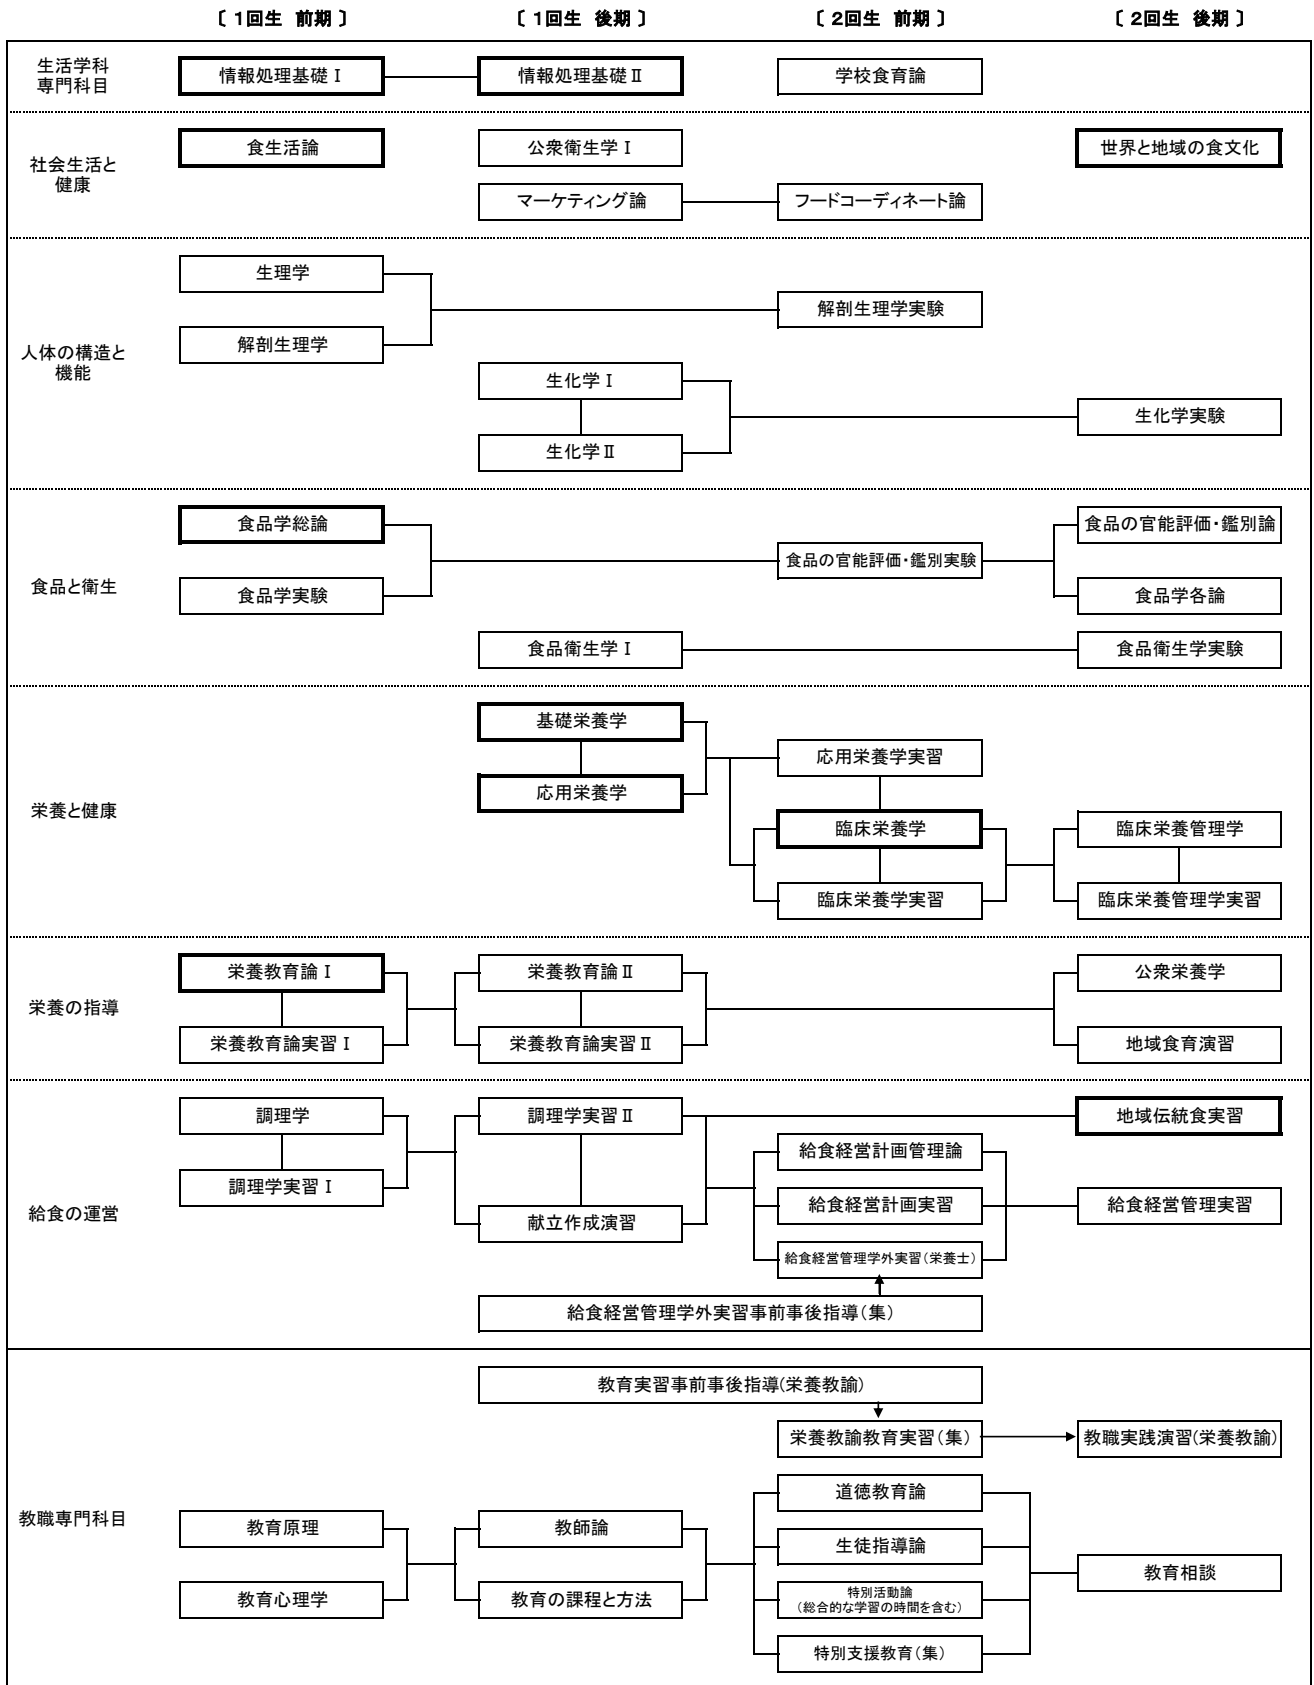 〔 1回生 前期 〕
〔 1回生 後期 〕
〔 2回生 前期 〕
〔 2回生 後期 〕
生活学科
専門科目
情報処理基礎Ⅰ
情報処理基礎Ⅱ
学校食育論
社会生活と
健康
食生活論
公衆衛生学Ⅰ
世界と地域の食文化
マーケティング論
フードコーディネート論
人体の構造と
機能
生理学
解剖生理学実験
解剖生理学
生化学Ⅰ
生化学実験
生化学Ⅱ
食品と衛生
食品学総論
食品の官能評価・鑑別論
食品の官能評価・鑑別実験
食品学実験
食品学各論
食品衛生学Ⅰ
食品衛生学実験
栄養と健康
基礎栄養学
応用栄養学実習
応用栄養学
臨床栄養学
臨床栄養管理学
臨床栄養学実習
臨床栄養管理学実習
栄養の指導
栄養教育論Ⅰ
栄養教育論Ⅱ
公衆栄養学
栄養教育論実習Ⅰ
栄養教育論実習Ⅱ
地域食育演習
給食の運営
調理学
調理学実習Ⅱ
地域伝統食実習
給食経営計画管理論
調理学実習Ⅰ
給食経営計画実習
給食経営管理実習
献立作成演習
給食経営管理学外実習(栄養士)
給食経営管理学外実習事前事後指導(集)
教職専門科目
教育実習事前事後指導(栄養教諭)
栄養教諭教育実習(集)
教職実践演習(栄養教諭)
道徳教育論
教育原理
教師論
生徒指導論
教育相談
教育心理学
教育の課程と方法
特別活動論
(総合的な学習の時間を含む)
特別支援教育(集)